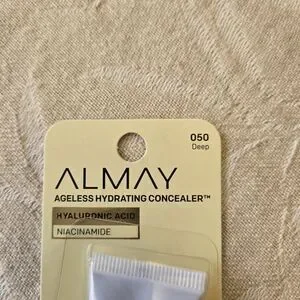 050
Deep
ALMAY
AGELESS HYDRATING CONCEALER™
HYALURONIC ACID
NIACINAMIDE